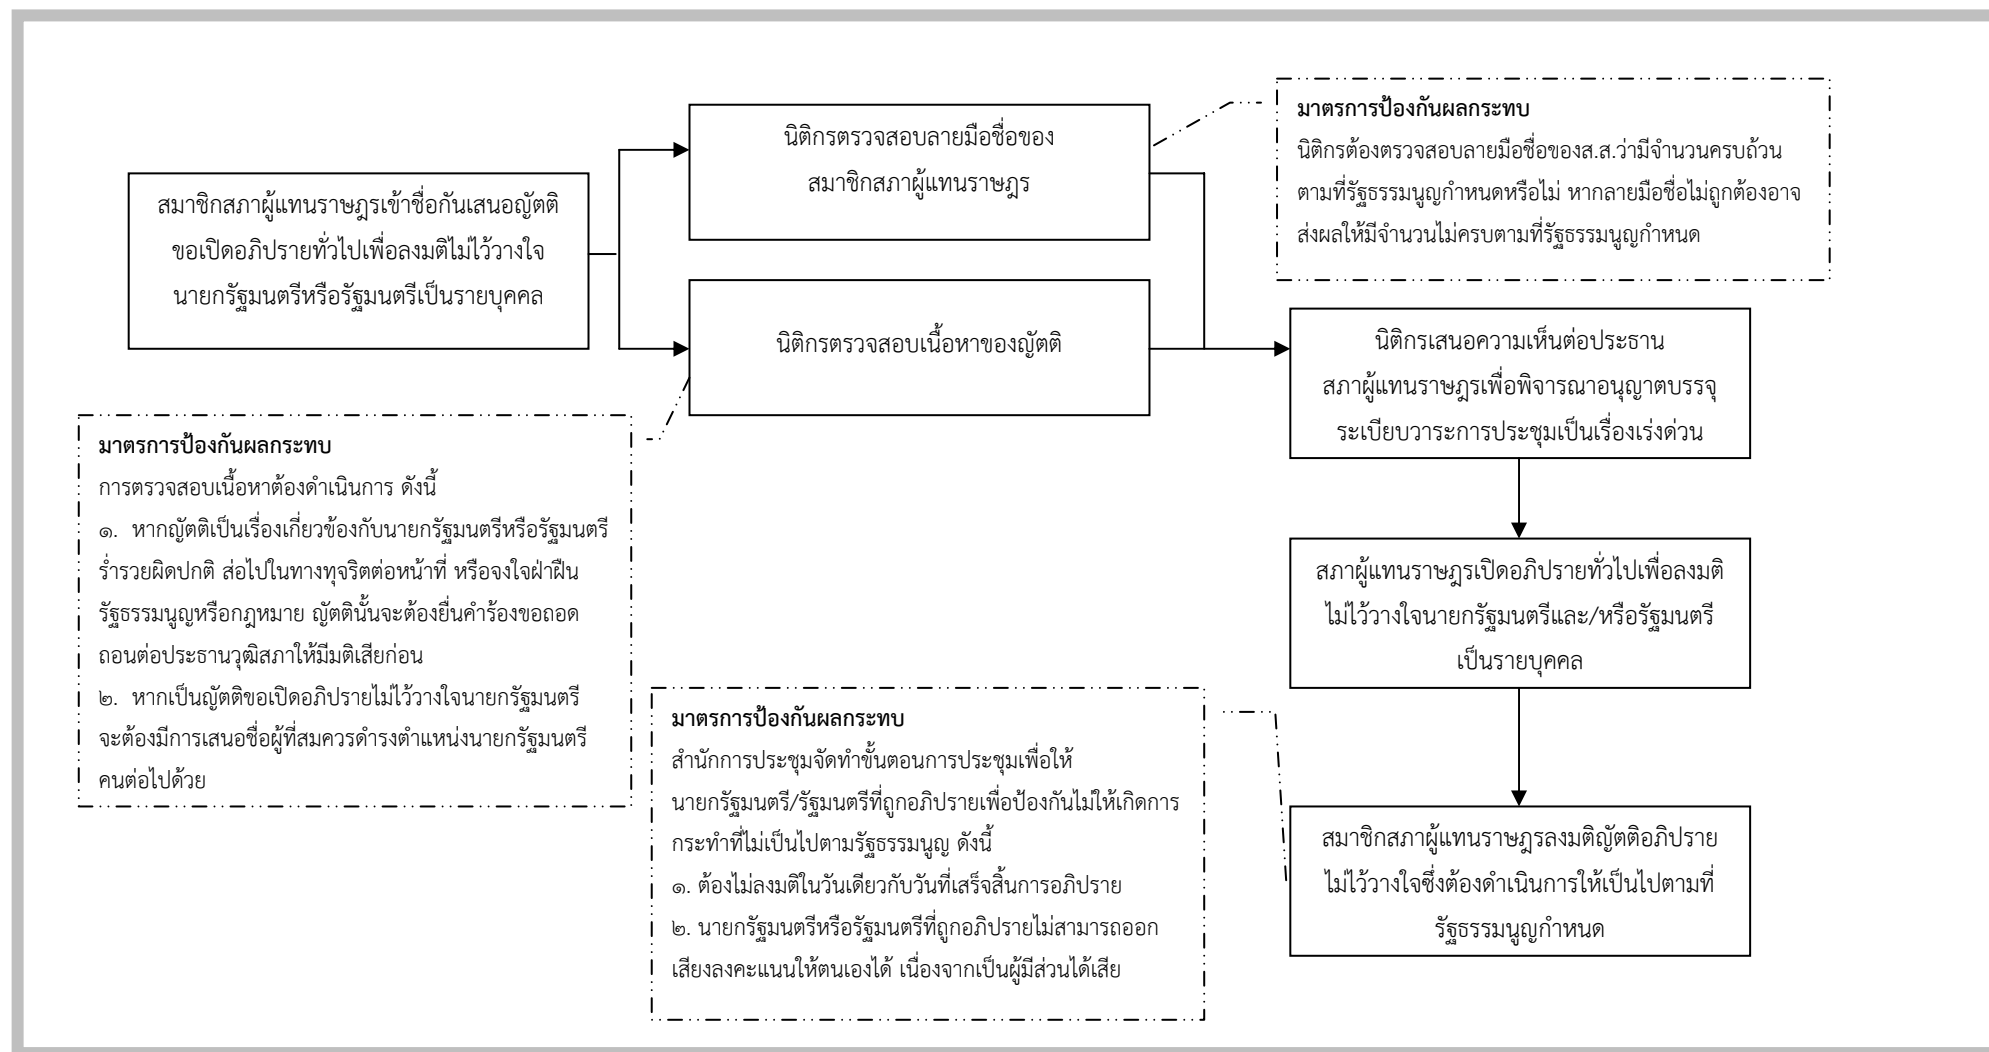 สมาชิกสภาผู้แทนราษฎรเข้าชื่อกันเสนอญัตติ
ขอเปิดอภิปรายทั่วไปเพื่อลงมติไม่ไว้วางใจ
นายกรัฐมนตรีหรือรัฐมนตรีเป็นรายบุคคล
นิติกรตรวจสอบลายมือชื่อของ
สมาชิกสภาผู้แทนราษฎร
มาตรการป้องกันผลกระทบ
นิติกรต้องตรวจสอบลายมือชื่อของส.ส.ว่ามีจำนวนครบถ้วน
ตามที่รัฐธรรมนูญกำหนดหรือไม่ หากลายมือชื่อไม่ถูกต้องอาจ
ส่งผลให้มีจำนวนไม่ครบตามที่รัฐธรรมนูญกำหนด
นิติกรตรวจสอบเนื้อหาของญัตติ
มาตรการป้องกันผลกระทบ
การตรวจสอบเนื้อหาต้องดำเนินการ ดังนี้
๑. หากญัตติเป็นเรื่องเกี่ยวข้องกับนายกรัฐมนตรีหรือรัฐมนตรี
ร่ำรวยผิดปกติ ส่อไปในทางทุจริตต่อหน้าที่ หรือจงใจฝ่าฝืน
รัฐธรรมนูญหรือกฎหมาย ญัตตินั้นจะต้องยื่นคำร้องขอถอด
ถอนต่อประธานวุฒิสภาให้มีมติเสียก่อน
๒. หากเป็นญัตติขอเปิดอภิปรายไม่ไว้วางใจนายกรัฐมนตรี
จะต้องมีการเสนอชื่อผู้ที่สมควรดำรงตำแหน่งนายกรัฐมนตรี
คนต่อไปด้วย
นิติกรเสนอความเห็นต่อประธาน
สภาผู้แทนราษฎรเพื่อพิจารณาอนุญาตบรรจุ
ระเบียบวาระการประชุมเป็นเรื่องเร่งด่วน
สภาผู้แทนราษฎรเปิดอภิปรายทั่วไปเพื่อลงมติ
ไม่ไว้วางใจนายกรัฐมนตรีและ/หรือรัฐมนตรี
เป็นรายบุคคล
มาตรการป้องกันผลกระทบ
สำนักการประชุมจัดทำขั้นตอนการประชุมเพื่อให้
นายกรัฐมนตรี/รัฐมนตรีที่ถูกอภิปรายเพื่อป้องกันไม่ให้เกิดการ
กระทำที่ไม่เป็นไปตามรัฐธรรมนูญ ดังนี้
๑. ต้องไม่ลงมติในวันเดียวกับวันที่เสร็จสิ้นการอภิปราย
๒. นายกรัฐมนตรีหรือรัฐมนตรีที่ถูกอภิปรายไม่สามารถออก
เสียงลงคะแนนให้ตนเองได้ เนื่องจากเป็นผู้มีส่วนได้เสีย
สมาชิกสภาผู้แทนราษฎรลงมติญัตติอภิปราย
ไม่ไว้วางใจซึ่งต้องดำเนินการให้เป็นไปตามที่
รัฐธรรมนูญกำหนด